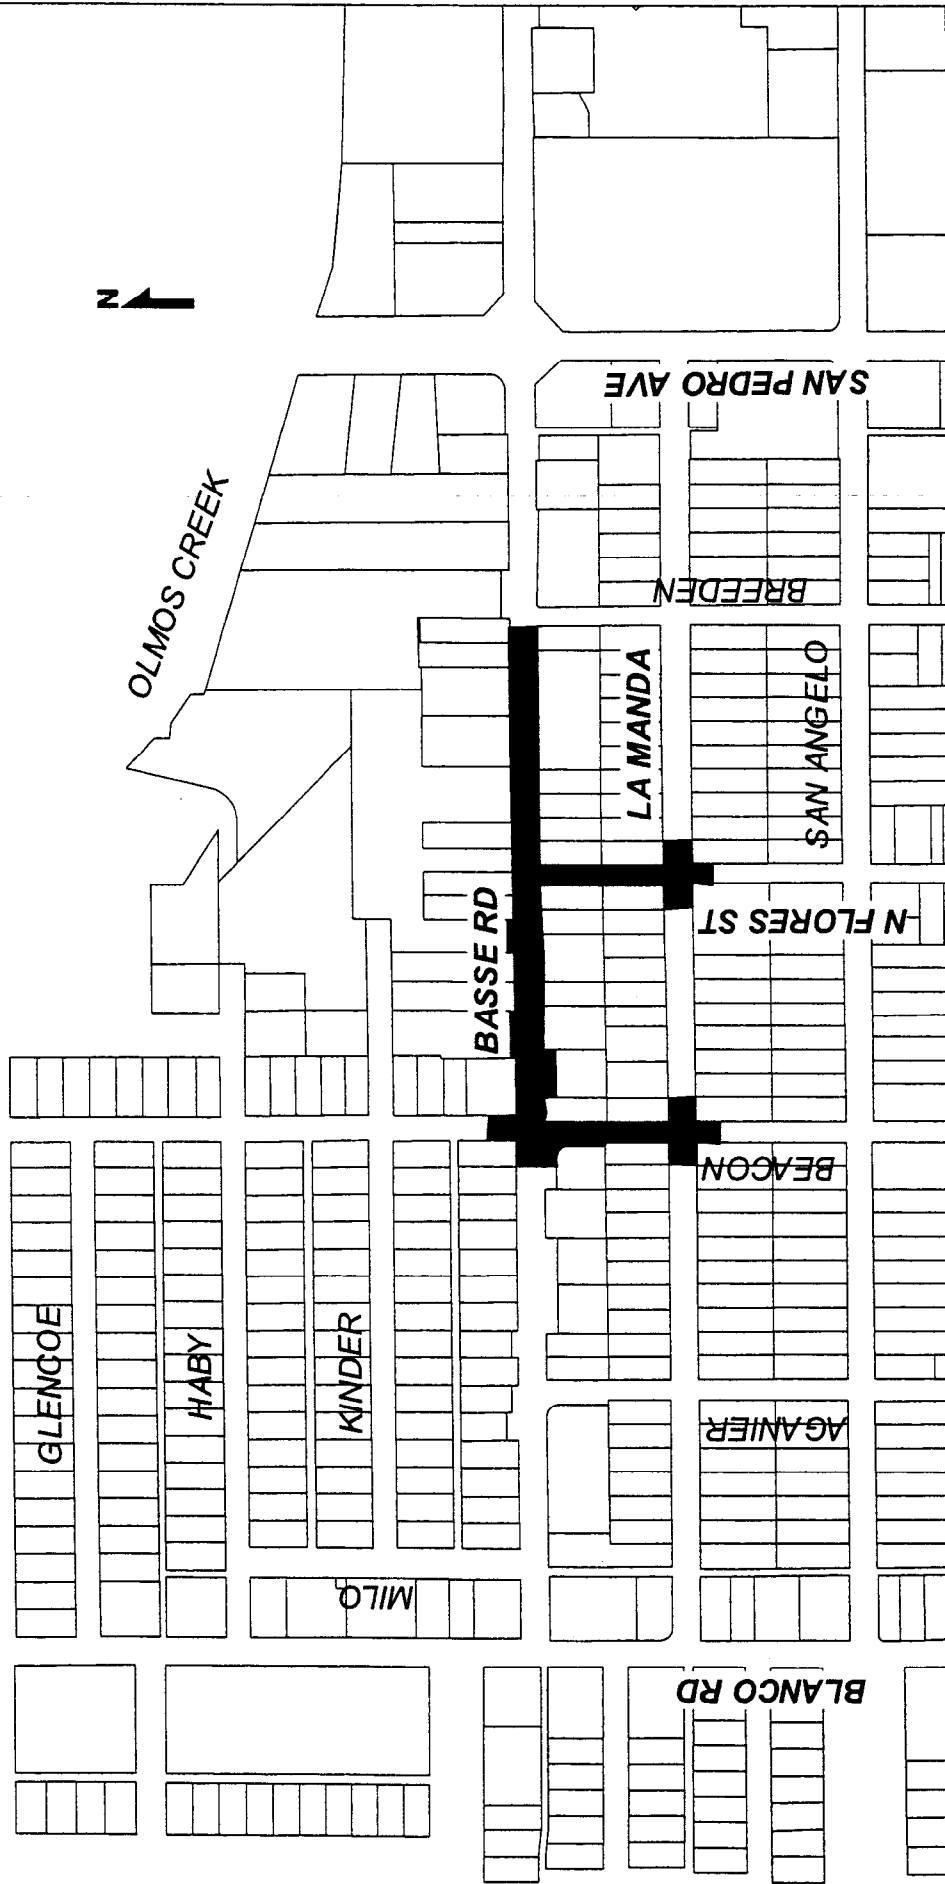 N
SAN PEDRO AVE
OLMOS CREEK
BREEDEN
LA MANDA
SAN ANGELO
BASSE RD
N FLORES ST
BEACON
GLENCOE
HABY
KINDER
AGANIER
MILO
BLANCO RD